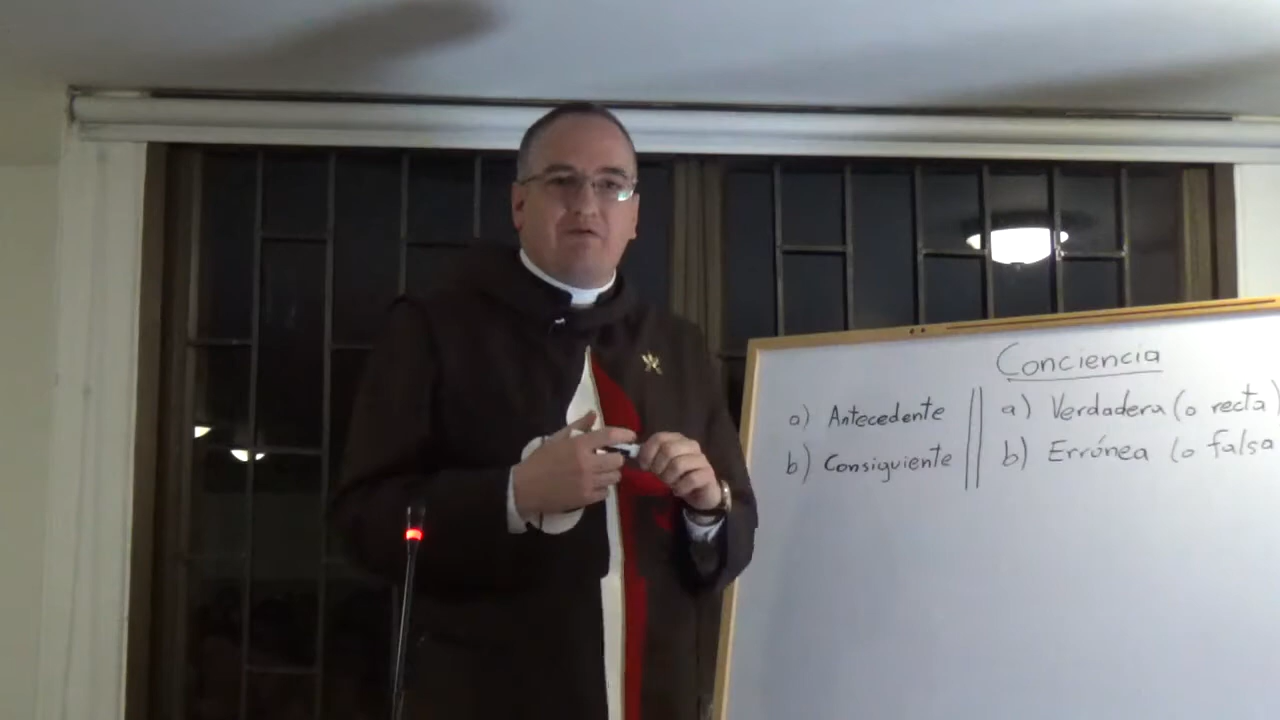 Conciencia
a) Antecedente a) Verdadera (o recta)
b) Consiguiente b) Errónea (o falsa